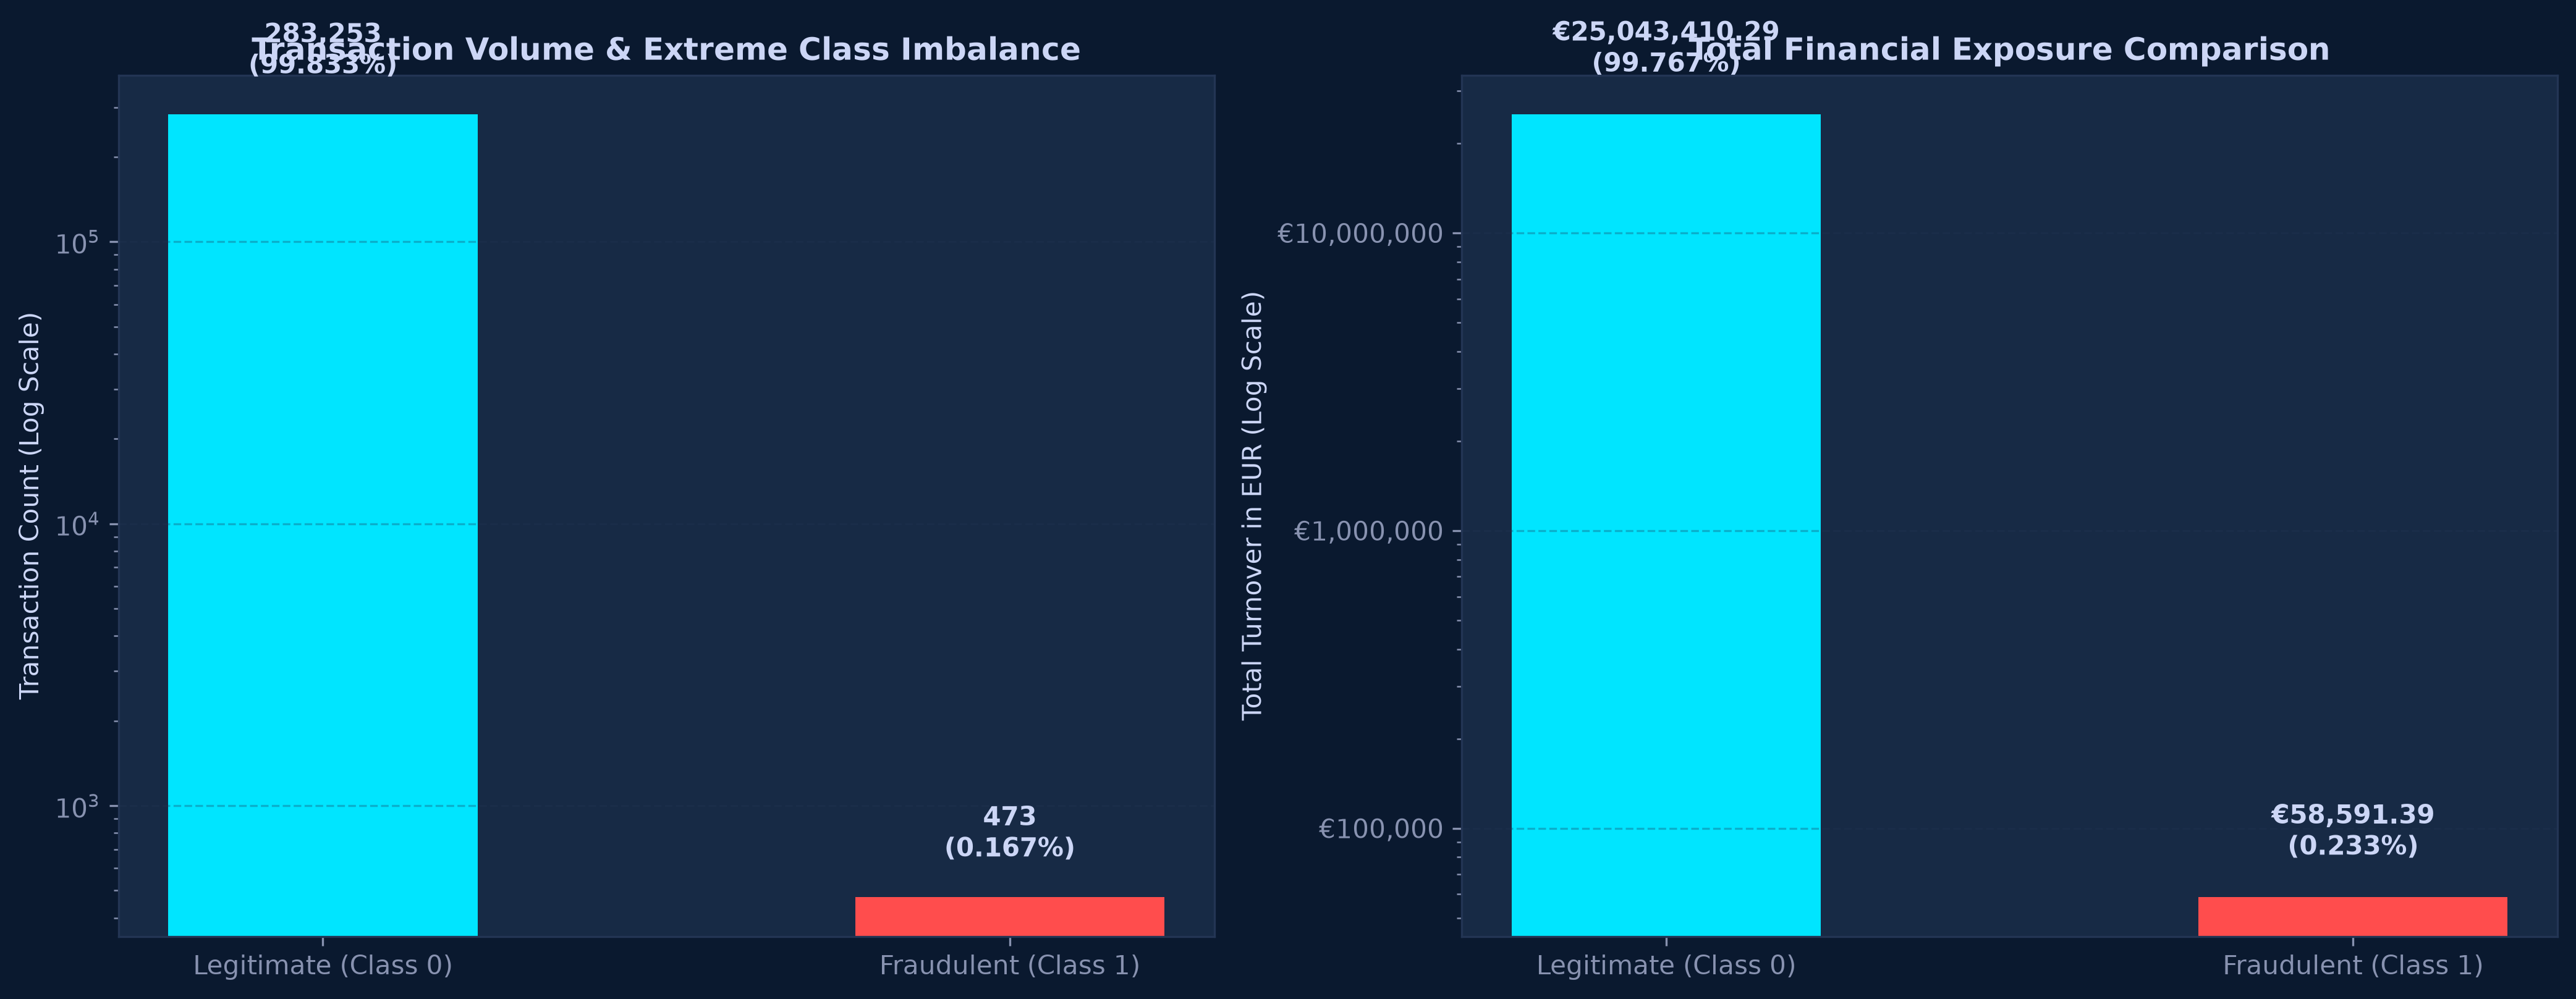 283,253
(99.833%)
Transaction Volume & Extreme Class Imbalance
Transaction Count (Log Scale)
10⁵
10⁴
10³
473
(0.167%)
Legitimate (Class 0)
Fraudulent (Class 1)
€25,043,410.29
(99.767%)
Total Financial Exposure Comparison
Total Turnover in EUR (Log Scale)
€10,000,000
€1,000,000
€100,000
€58,591.39
(0.233%)
Legitimate (Class 0)
Fraudulent (Class 1)